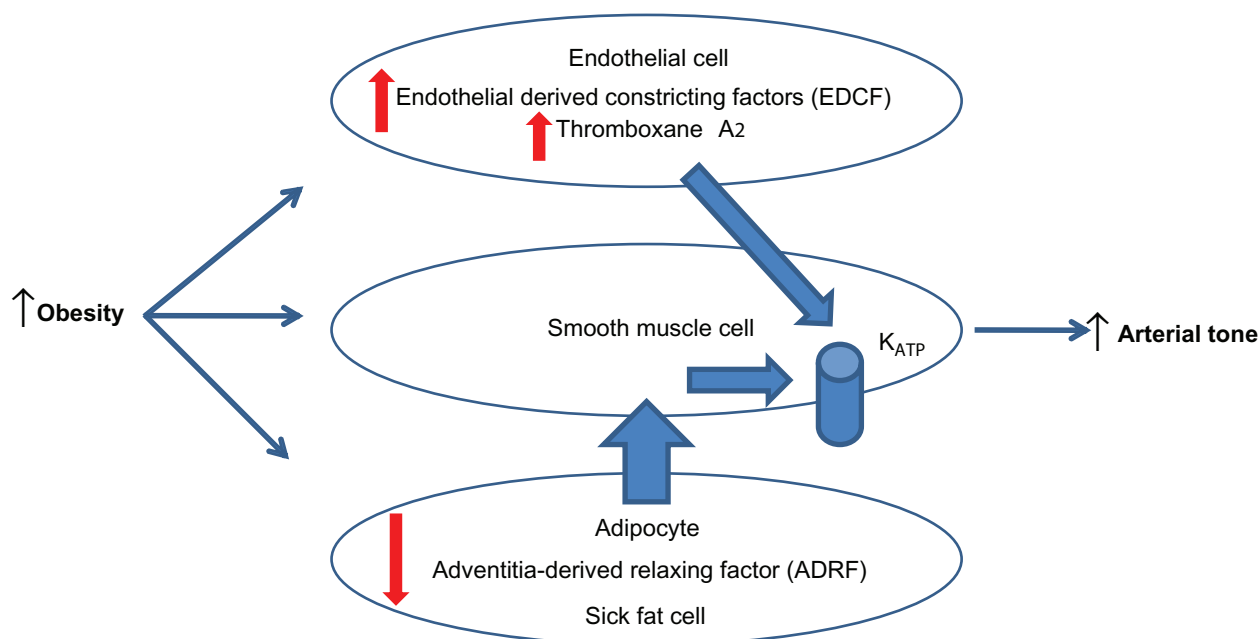 Endothelial cell
Endothelial derived constricting factors (EDCF)
Thromboxane A2
↑ Obesity
Smooth muscle cell
KATP
↑ Arterial tone
Adipocyte
Adventitia-derived relaxing factor (ADRF)
Sick fat cell